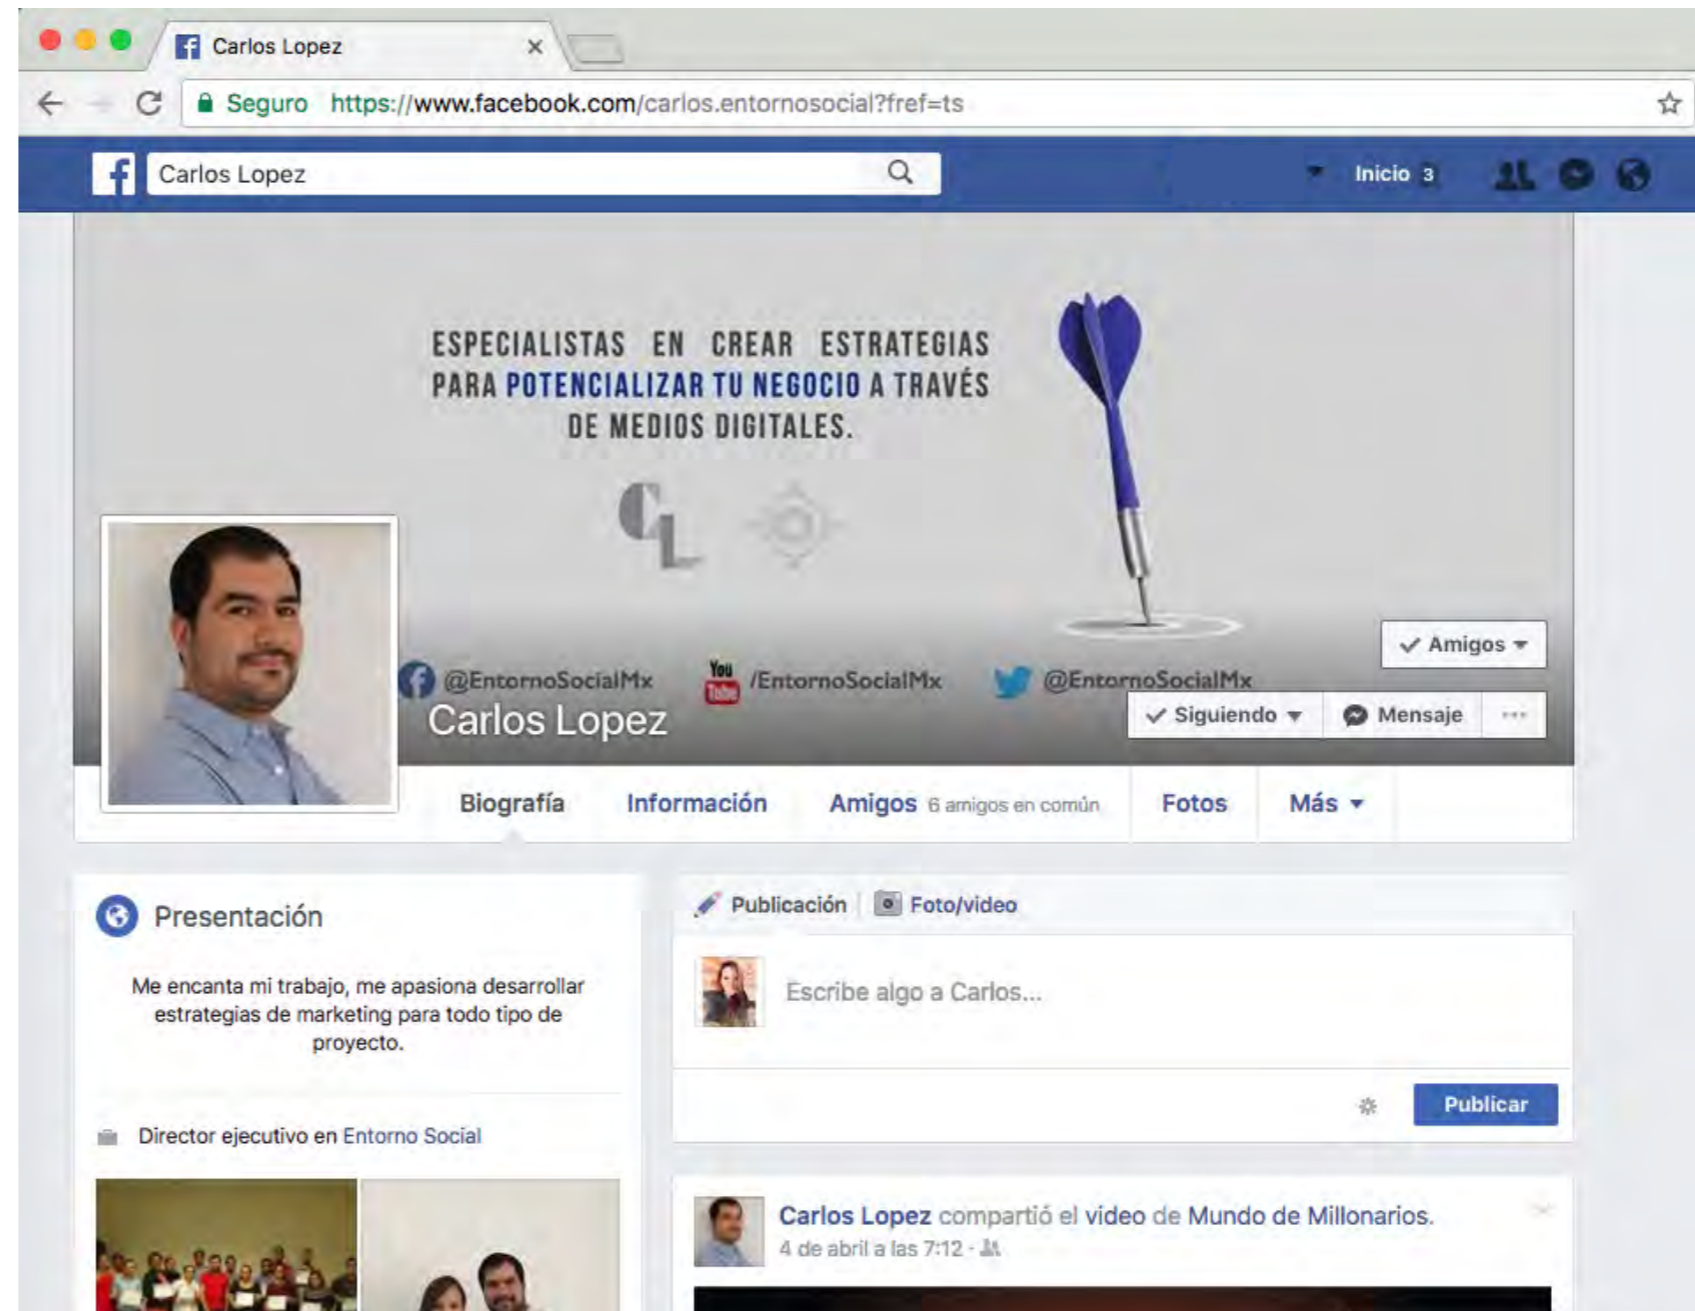 Carlos Lopez
Seguro https://www.facebook.com/carlos.entornosocial?fref=ts
Carlos Lopez
Inicio 3
ESPECIALISTAS EN CREAR ESTRATEGIAS
PARA POTENCIALIZAR TU NEGOCIO A TRAVÉS
DE MEDIOS DIGITALES.
CL
Amigos
@EntornoSocialMx You Tube /EntornoSocialMx @EntornoSocialMx
Carlos Lopez
Siguiendo Mensaje
Biografía Información Amigos 6 amigos en común Fotos Más
Presentación
Me encanta mi trabajo, me apasiona desarrollar
estrategias de marketing para todo tipo de
proyecto.
Director ejecutivo en Entorno Social
Publicación Foto/video
Escribe algo a Carlos...
Publicar
Carlos Lopez compartió el video de Mundo de Millonarios.
4 de abril a las 7:12 ·